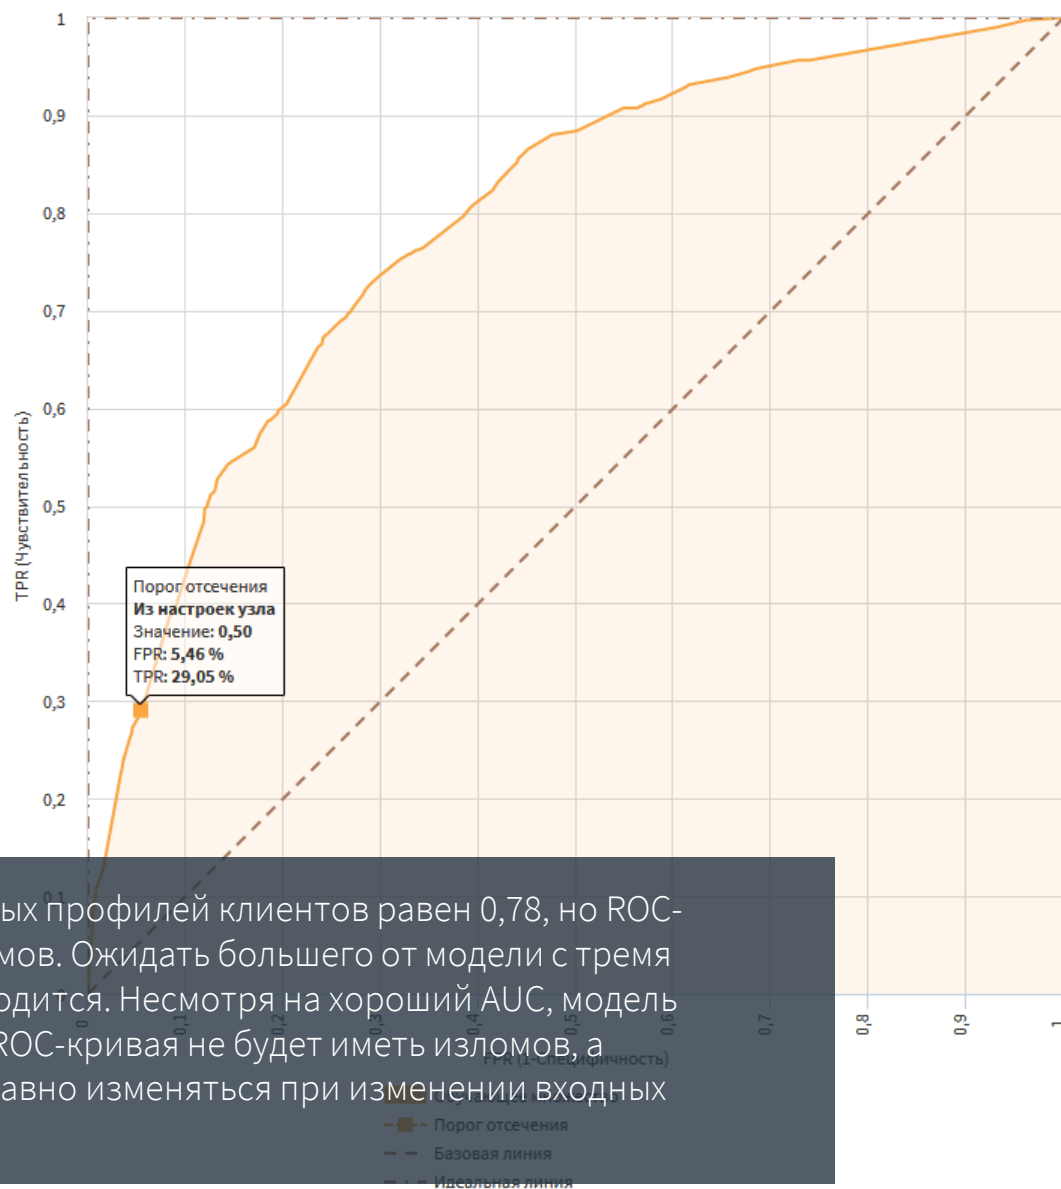 1
0,9
0,8
0,7
0,6
0,5
0,4
0,3
0,2
0,1
TPR (Чувствительность)
Порог отсечения
Из настроек узла
Значение: 0,50
FPR: 5,46 %
TPR: 29,05 %
ых профилей клиентов равен 0,78, но ROC-
мов. Ожидать большего от модели с тремя
одится. Несмотря на хороший AUC, модель
ROC-кривая не будет иметь изломов, а
авно изменяться при изменении входных
0
0,1
0,2
0,3
0,4
0,5
0,6
0,7
0,8
0,9
1
FPR (1-Специфичность)
Порог отсечения
Базовая линия
Идеальная линия